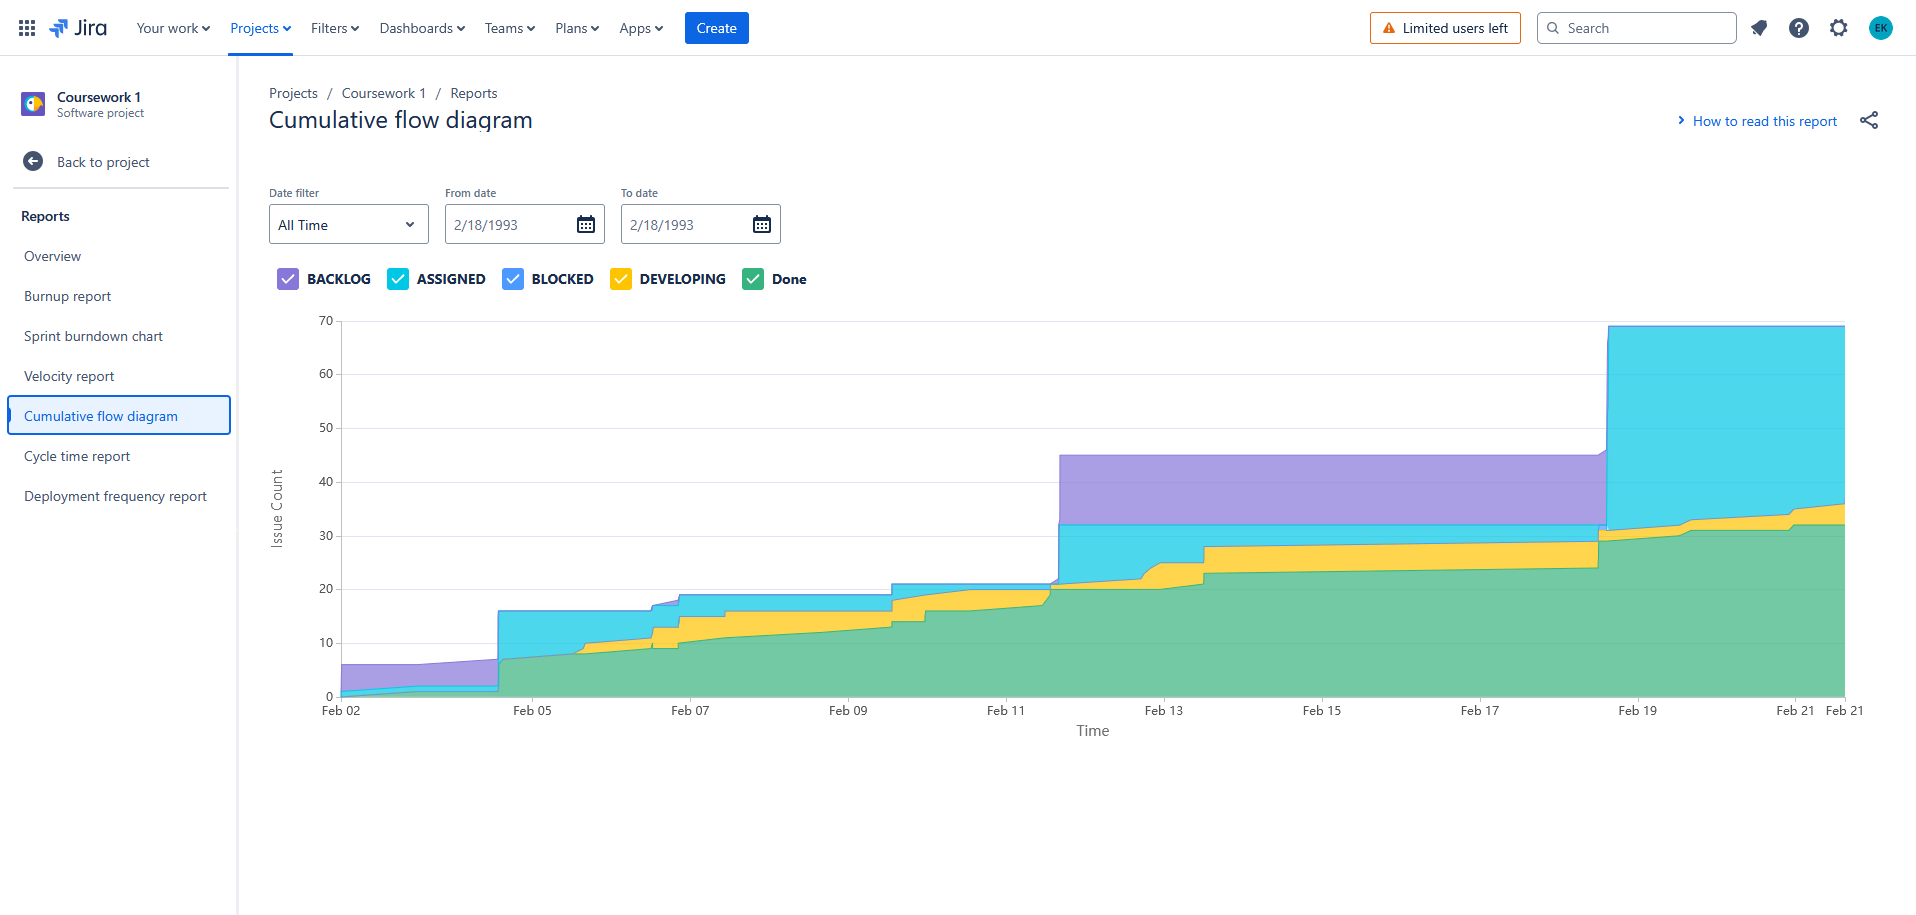 Jira Your work Projects Filters Dashboards Teams Plans Apps Create Limited users left Search EK
Coursework 1
Software project
Back to project
Reports
Overview
Burnup report
Sprint burndown chart
Velocity report
Cumulative flow diagram
Cycle time report
Deployment frequency report
Projects / Coursework 1 / Reports
Cumulative flow diagram
How to read this report
Date filter From date To date
All Time 2/18/1993 2/18/1993
BACKLOG ASSIGNED BLOCKED DEVELOPING Done
70
60
50
40
30
20
10
0
Issue Count
Feb 02 Feb 05 Feb 07 Feb 09 Feb 11 Feb 13 Feb 15 Feb 17 Feb 19 Feb 21 Feb 21
Time